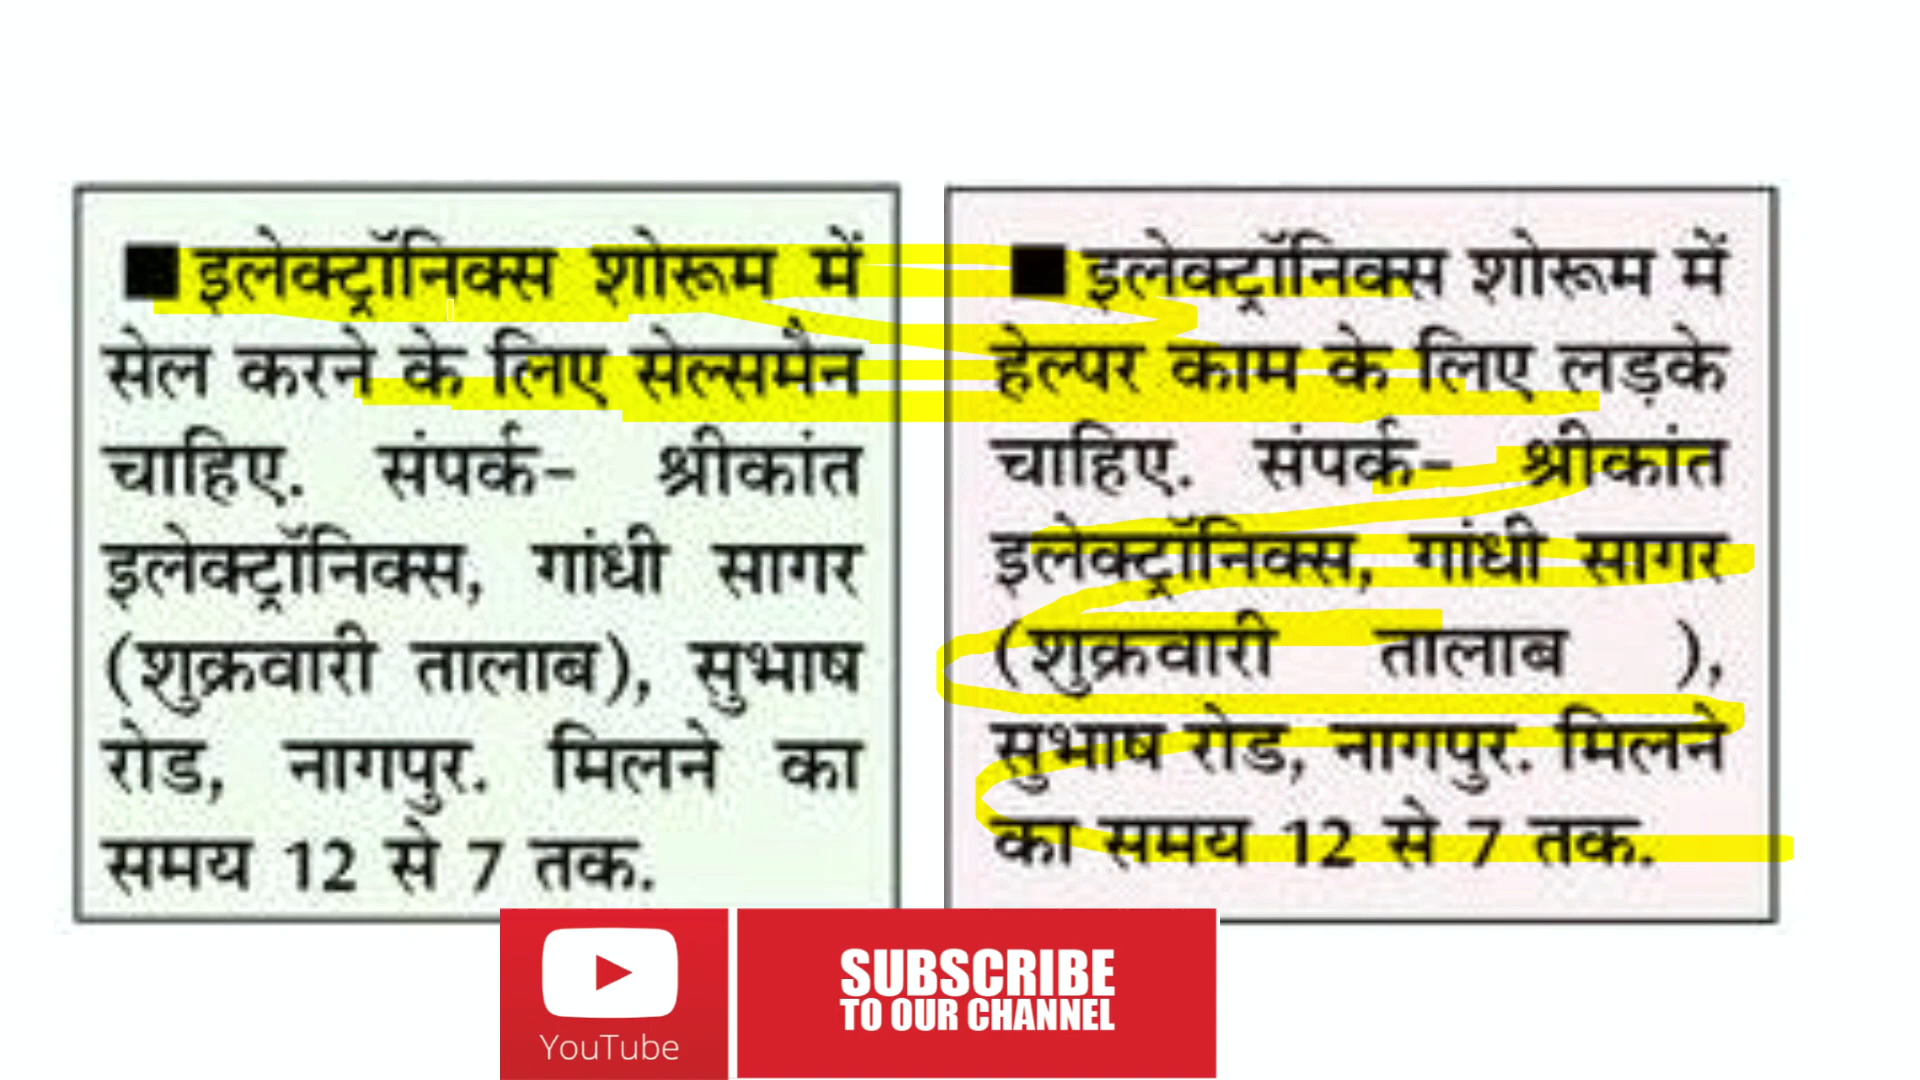 ■ इलेक्ट्रॉनिक्स शोरूम में
सेल करने के लिए सेल्समैन
चाहिए. संपर्क- श्रीकांत
इलेक्ट्रॉनिक्स, गांधी सागर
(शुक्रवारी तालाब), सुभाष
रोड, नागपुर. मिलने का
समय 12 से 7 तक.
■ इलेक्ट्रॉनिक्स शोरूम में
हेल्पर काम के लिए लड़के
चाहिए. संपर्क- श्रीकांत
इलेक्ट्रॉनिक्स, गांधी सागर
(शुक्रवारी तालाब ),
सुभाष रोड, नागपुर. मिलने
का समय 12 से 7 तक.
YouTube
SUBSCRIBE
TO OUR CHANNEL